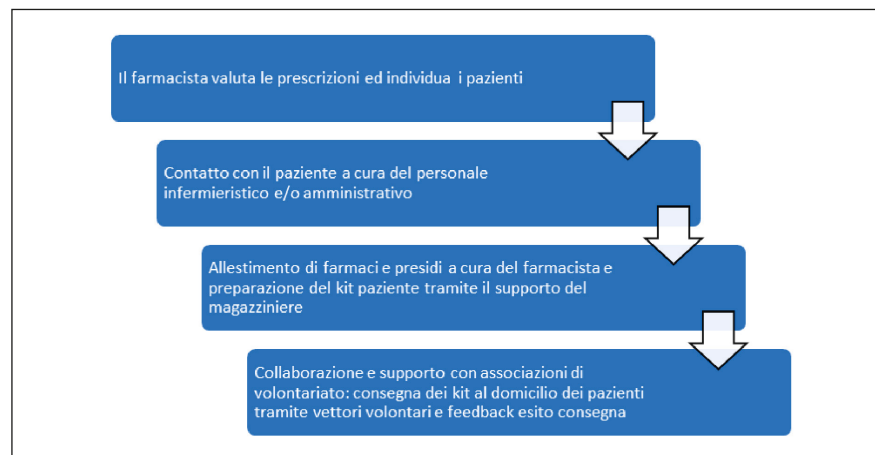 Il farmacista valuta le prescrizioni ed individua i pazienti
Contatto con il paziente a cura del personale
infermieristico e/o amministrativo
Allestimento di farmaci e presidi a cura del farmacista e
preparazione del kit paziente tramite il supporto del
magazziniere
Collaborazione e supporto con associazioni di
volontariato: consegna dei kit al domicilio dei pazienti
tramite vettori volontari e feedback esito consegna